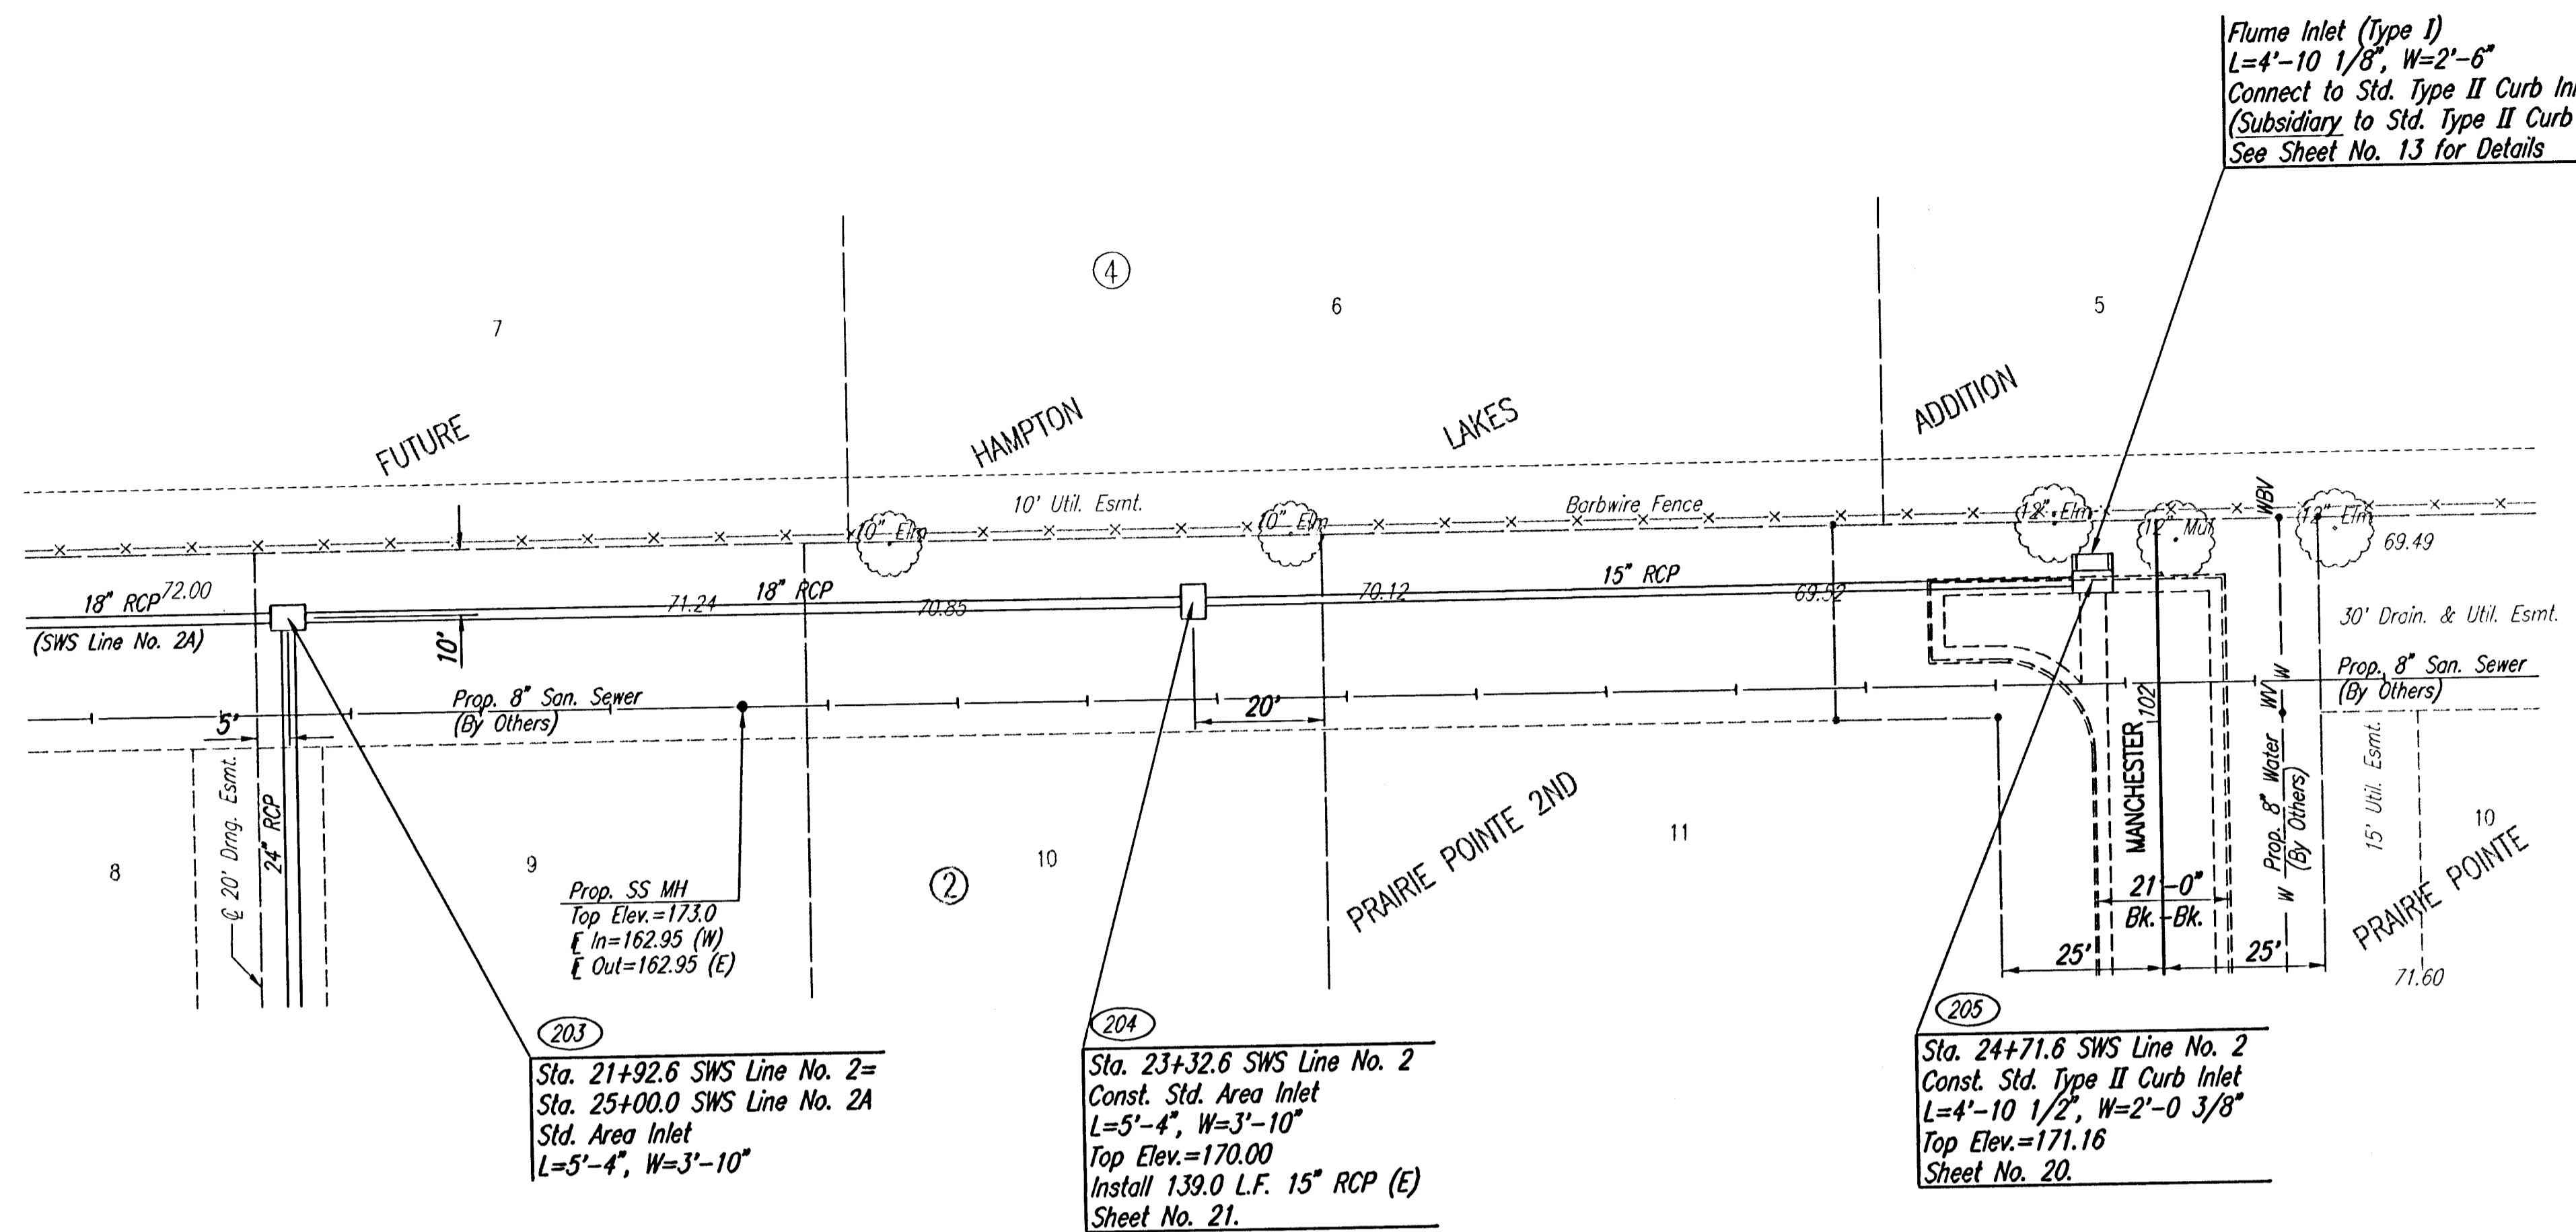 Flume Inlet (Type I)
L=4'-10 1/8", W=2'-6"
Connect to Std. Type II Curb
(Subsidiary to Std. Type II Curb
See Sheet No. 13 for Details
4
7
6
5
FUTURE
HAMPTON
LAKES
ADDITION
10' Util. Esmt.
Barbwire Fence
10" Elm
10" Elm
12" Elm
12" Mul
12" Elm
WBV
69.49
18" RCP
72.00
(SWS Line No. 2A)
71.24
18" RCP
70.85
70.12
15" RCP
69.52
10'
30' Drain. & Util. Esmt.
Prop. 8" San. Sewer
(By Others)
Prop. 8" San. Sewer
(By Others)
5'
20'
₵ 20' Drng. Esmt.
24" RCP
MANCHESTER
102
W Prop. 8" Water WV W
(By Others)
15' Util. Esmt.
8
9
10
11
10
2
PRAIRIE POINTE 2ND
PRAIRIE POINTE
Prop. SS MH
Top Elev.=173.0
In=162.95 (W)
Out=162.95 (E)
21'-0"
Bk.-Bk.
25'
25'
71.60
203
Sta. 21+92.6 SWS Line No. 2=
Sta. 25+00.0 SWS Line No. 2A
Std. Area Inlet
L=5'-4", W=3'-10"
204
Sta. 23+32.6 SWS Line No. 2
Const. Std. Area Inlet
L=5'-4", W=3'-10"
Top Elev.=170.00
Install 139.0 L.F. 15" RCP (E)
Sheet No. 21.
205
Sta. 24+71.6 SWS Line No. 2
Const. Std. Type II Curb Inlet
L=4'-10 1/2", W=2'-0 3/8"
Top Elev.=171.16
Sheet No. 20.